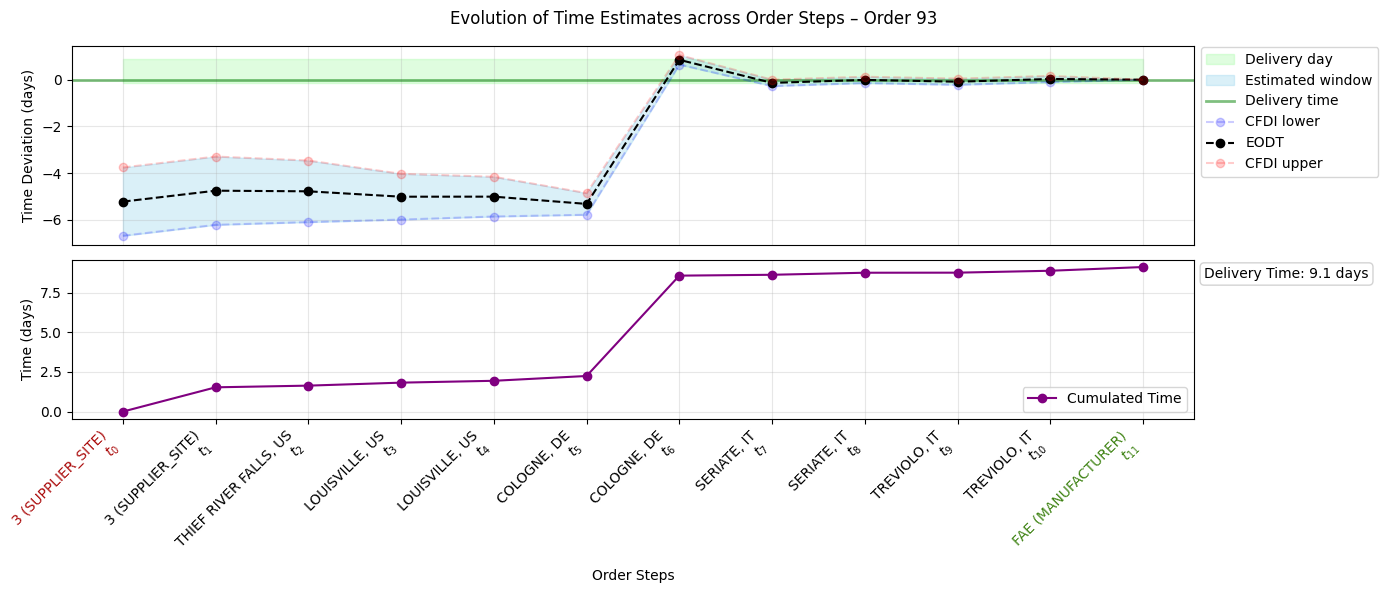 Evolution of Time Estimates across Order Steps – Order 93
Time Deviation (days)
0
−2
−4
−6
Delivery day
Estimated window
Delivery time
CFDI lower
EODT
CFDI upper
Time (days)
7.5
5.0
2.5
0.0
Delivery Time: 9.1 days
Cumulated Time
3 (SUPPLIER_SITE)
t0
3 (SUPPLIER_SITE)
t1
THIEF RIVER FALLS, US
t2
LOUISVILLE, US
t3
LOUISVILLE, US
t4
COLOGNE, DE
t5
COLOGNE, DE
t6
SERIATE, IT
t7
SERIATE, IT
t8
TREVIOLO, IT
t9
TREVIOLO, IT
t10
FAE (MANUFACTURER)
t11
Order Steps